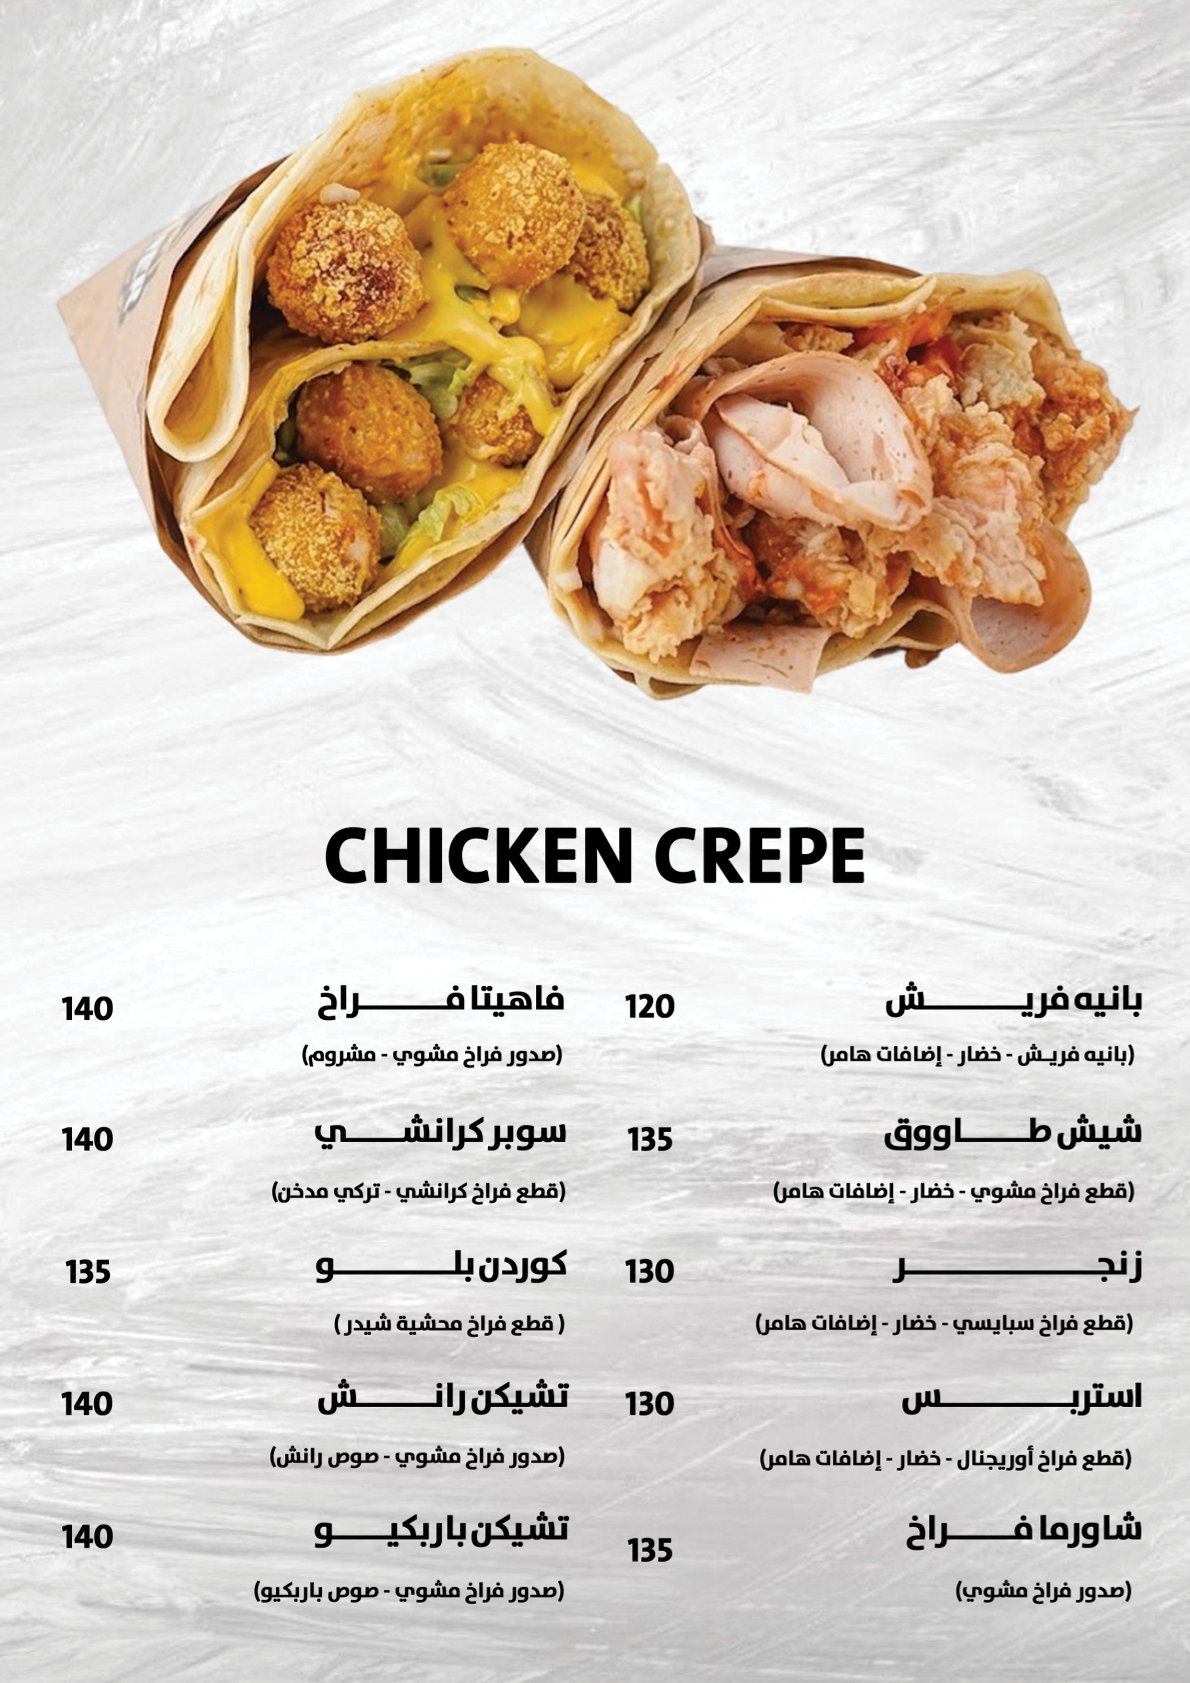 CHICKEN CREPE
بانيه فريش 120
(بانيه فريش - خضار - إضافات هامر)
شيش طاووق 135
(قطع فراخ مشوي - خضار - إضافات هامر)
زنجر 130
(قطع فراخ سبايسي - خضار - إضافات هامر)
استربس 130
(قطع فراخ أوريجنال - خضار - إضافات هامر)
شاورما فراخ 135
(صدور فراخ مشوي)
فاهيتا فراخ 140
(صدور فراخ مشوي - مشروم)
سوبر كرانشي 140
(قطع فراخ كرانشي - تركي مدخن)
كوردن بلو 135
( قطع فراخ محشية شيدر )
تشيكن رانش 140
(صدور فراخ مشوي - صوص رانش)
تشيكن باربكيو 140
(صدور فراخ مشوي - صوص باربكيو)